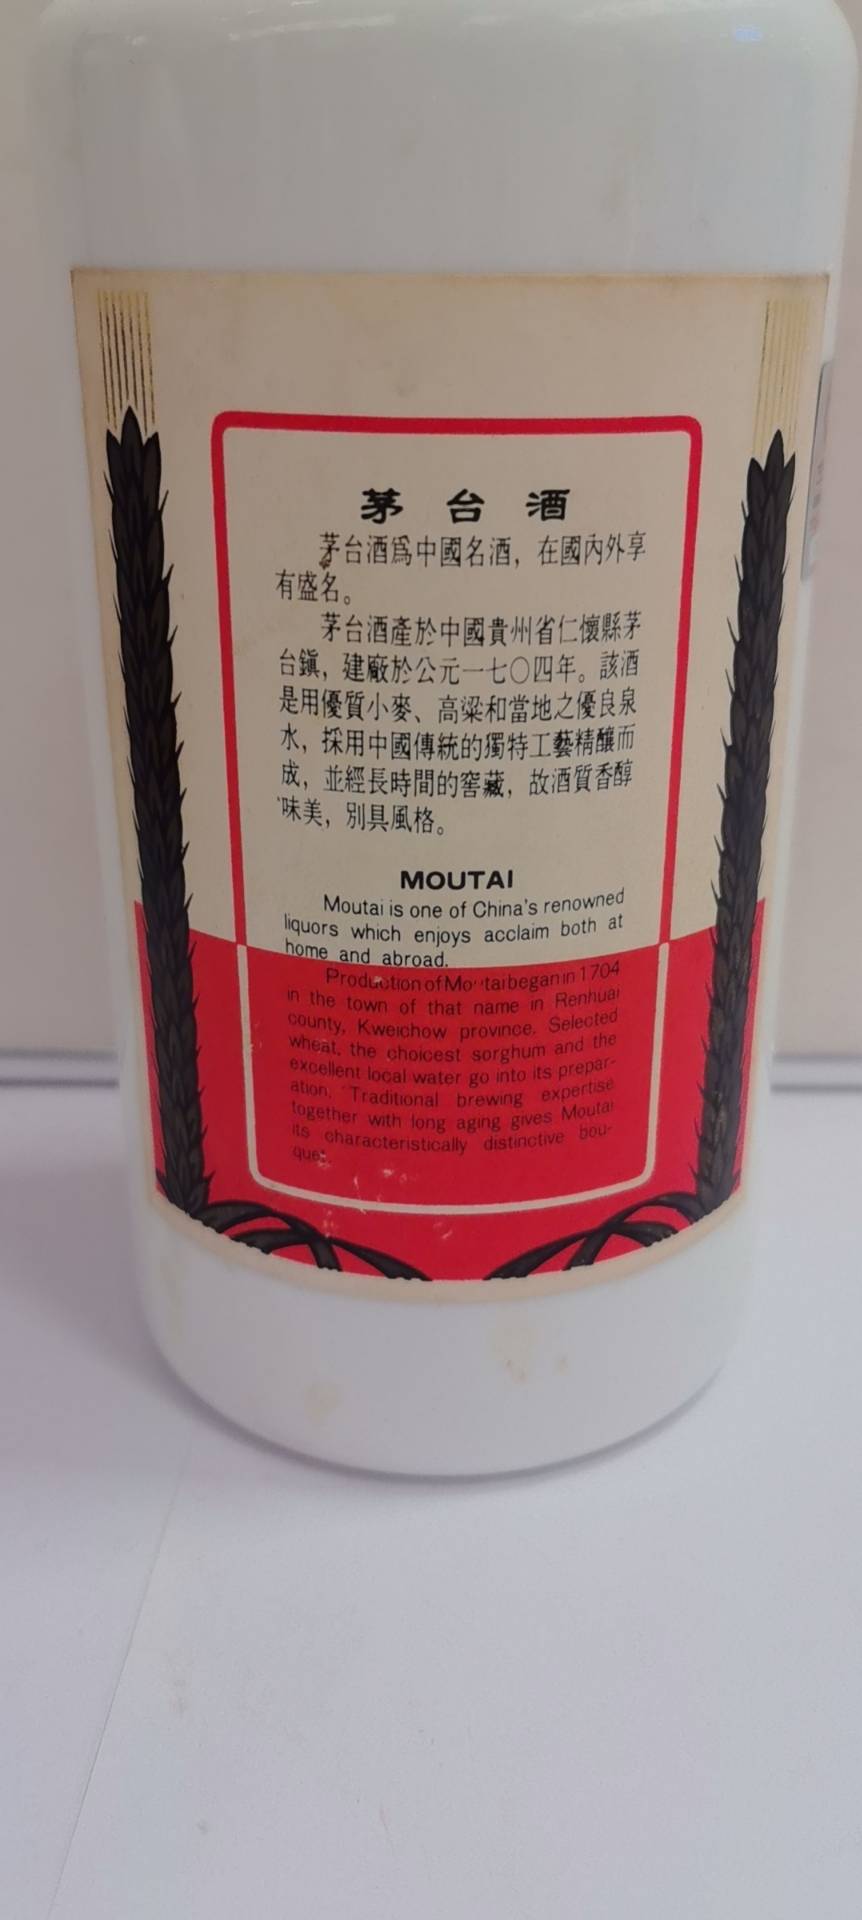 茅台酒
茅台酒爲中國名酒，在國內外享
有盛名。
茅台酒產於中國貴州省仁懷縣茅
台鎭，建廠於公元一七〇四年。該酒
是用優質小麥、高粱和當地之優良泉
水，採用中國傳統的獨特工藝精釀而
成，並經長時間的窖藏，故酒質香醇
味美，別具風格。
MOUTAI
Moutai is one of China's renowned
liquors which enjoys acclaim both at
home and abroad.
Production of Moutai began in 1704
in the town of that name in Renhuai
county, Kweichow province. Selected
wheat, the choicest sorghum and the
excellent local water go into its prepar-
ation. Traditional brewing expertise
together with long aging gives Moutai
its characteristically distinctive bou-
quet.